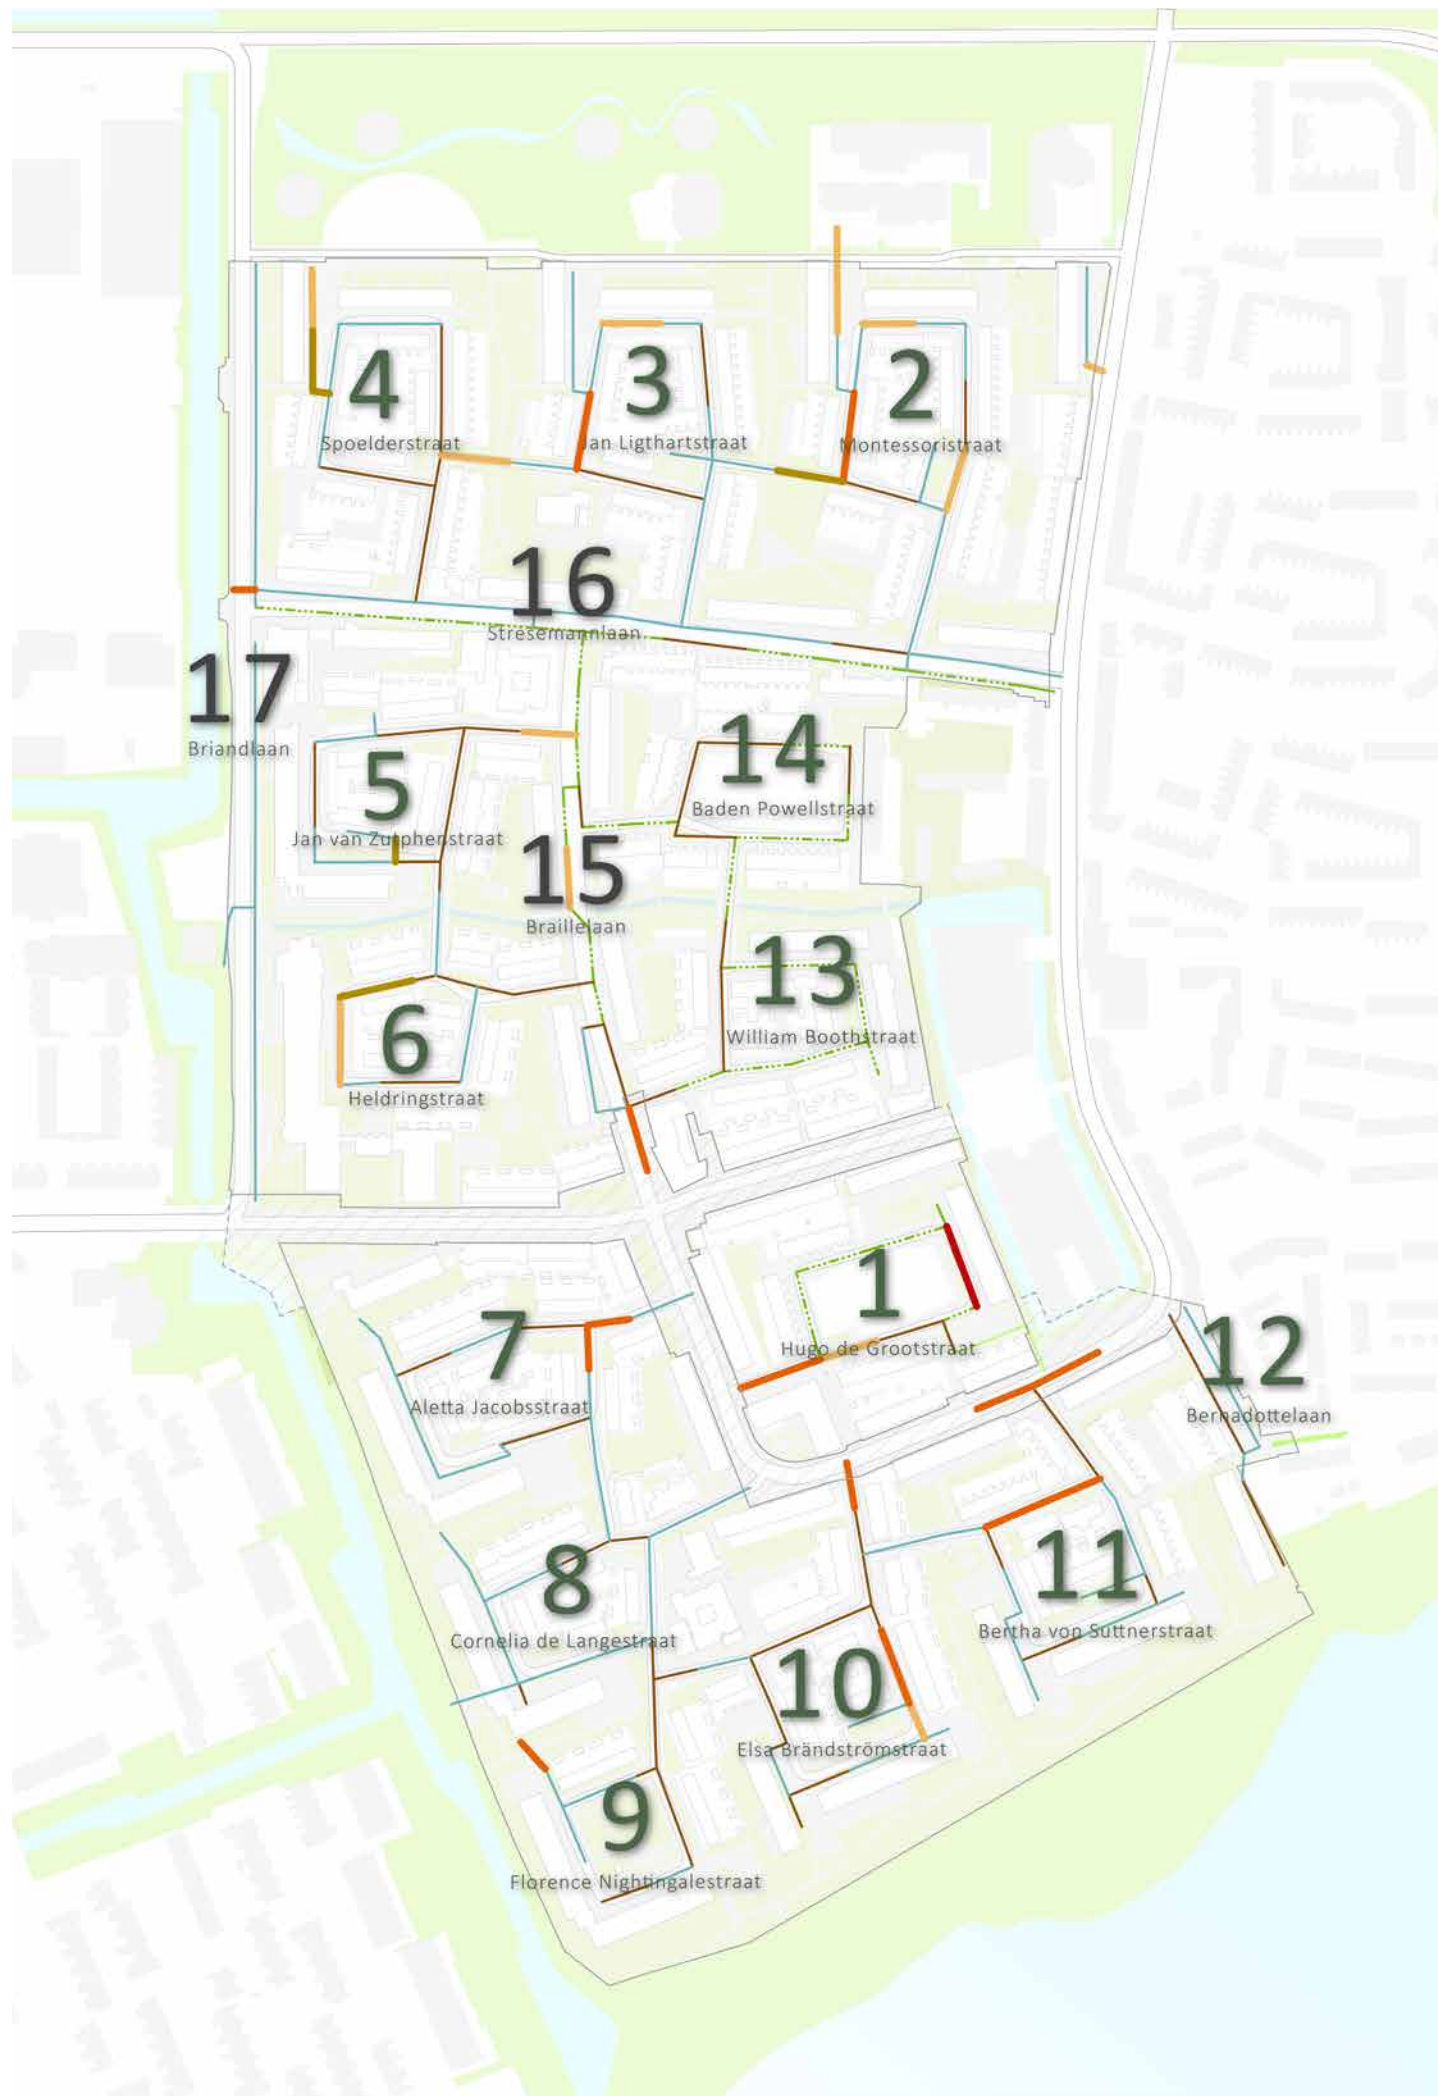 4
Spoelderstraat
3
Jan Ligthartstraat
2
Montessoristraat
16
Stresemannlaan
17
Briandlaan
14
Baden Powellstraat
5
Jan van Zutphenstraat
15
Braillelaan
13
William Boothstraat
6
Heldringstraat
1
Hugo de Grootstraat
7
Aletta Jacobsstraat
12
Bernadottelaan
8
Cornelia de Langestraat
11
Bertha von Suttnerstraat
10
Elsa Brändströmstraat
9
Florence Nightingalestraat